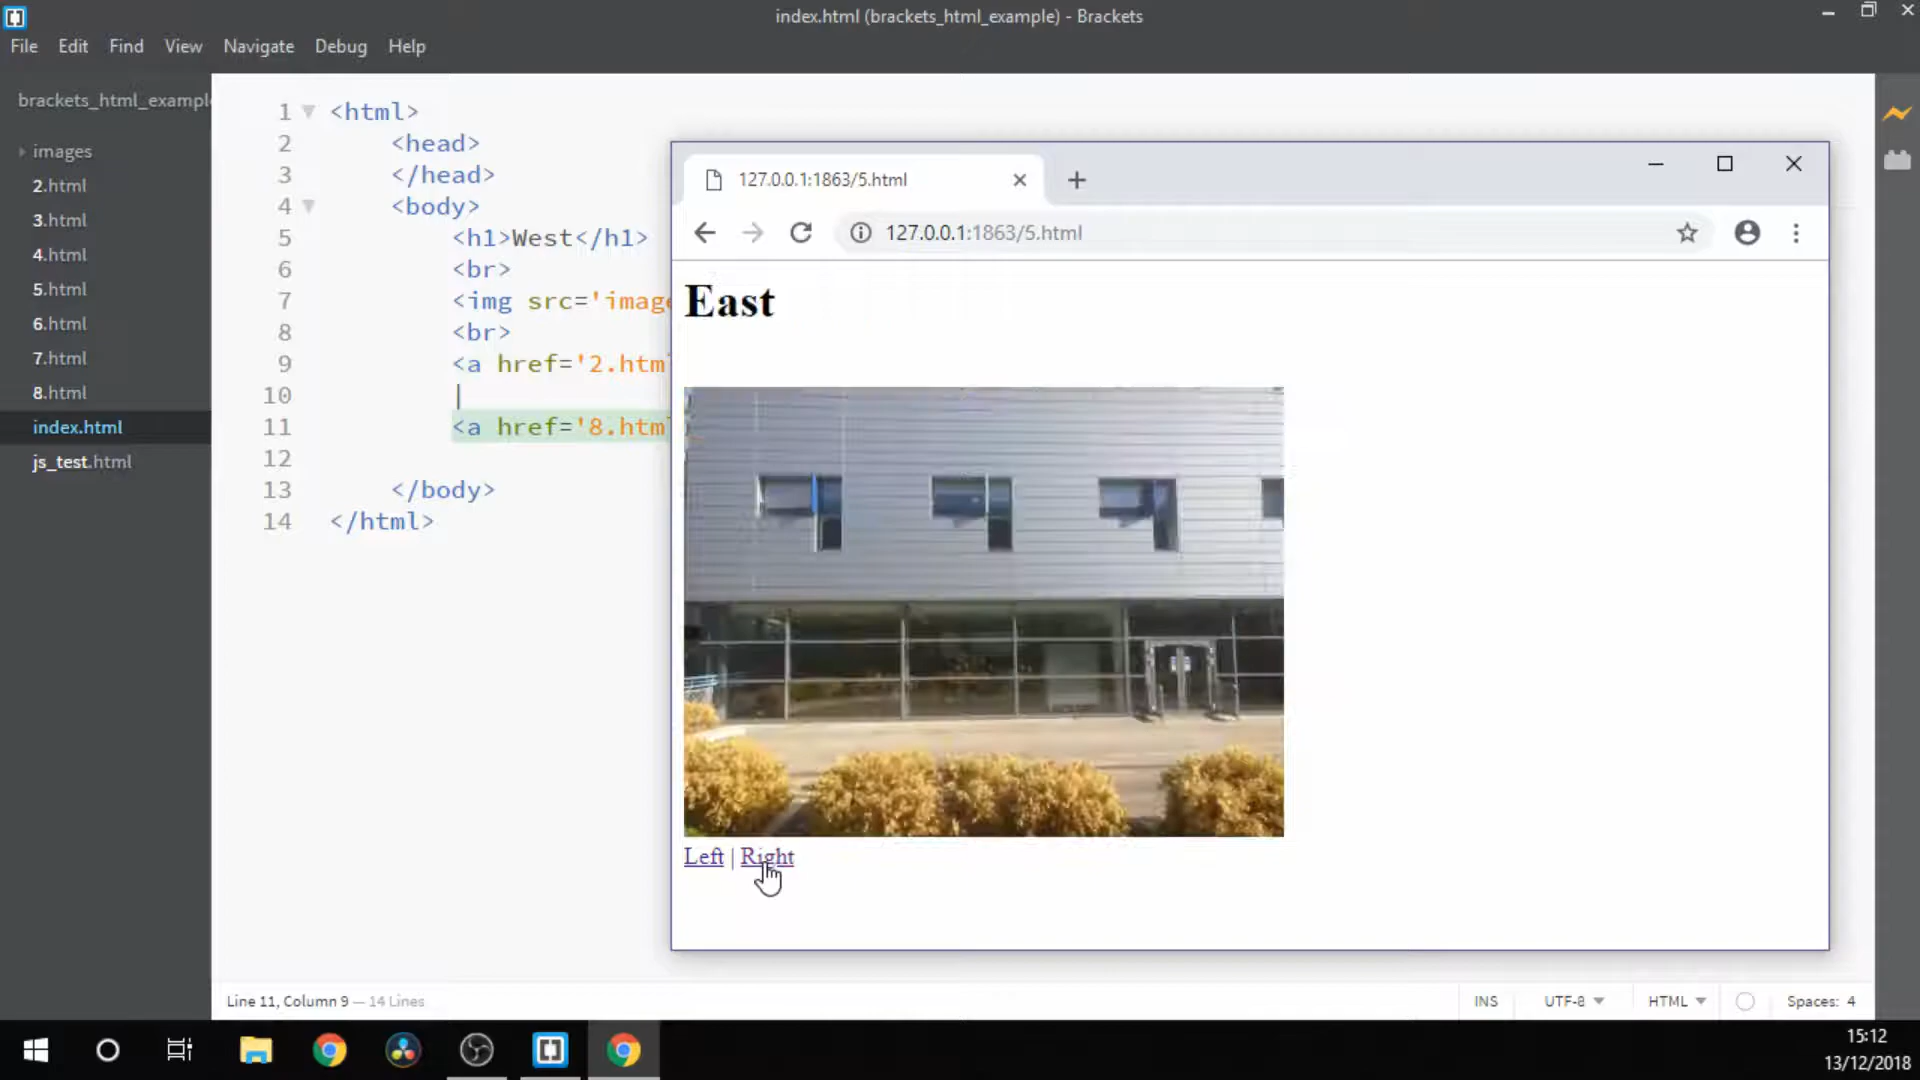 index.html (brackets_html_example) - Brackets
File Edit Find View Navigate Debug Help
brackets_html_exampl
images
2.html
3.html
4.html
5.html
6.html
7.html
8.html
index.html
js_test.html
1 <html>
2 <head>
3 </head>
4 <body>
5 <h1>West</h1>
6 <br>
7 <img src='image
8 <br>
9 <a href='2.htm
10 |
11 <a href='8.htm
12
13 </body>
14 </html>
127.0.0.1:1863/5.html
127.0.0.1:1863/5.html
East
Left | Right
Line 11, Column 9 — 14 Lines
INS UTF-8 HTML Spaces: 4
15:12
13/12/2018